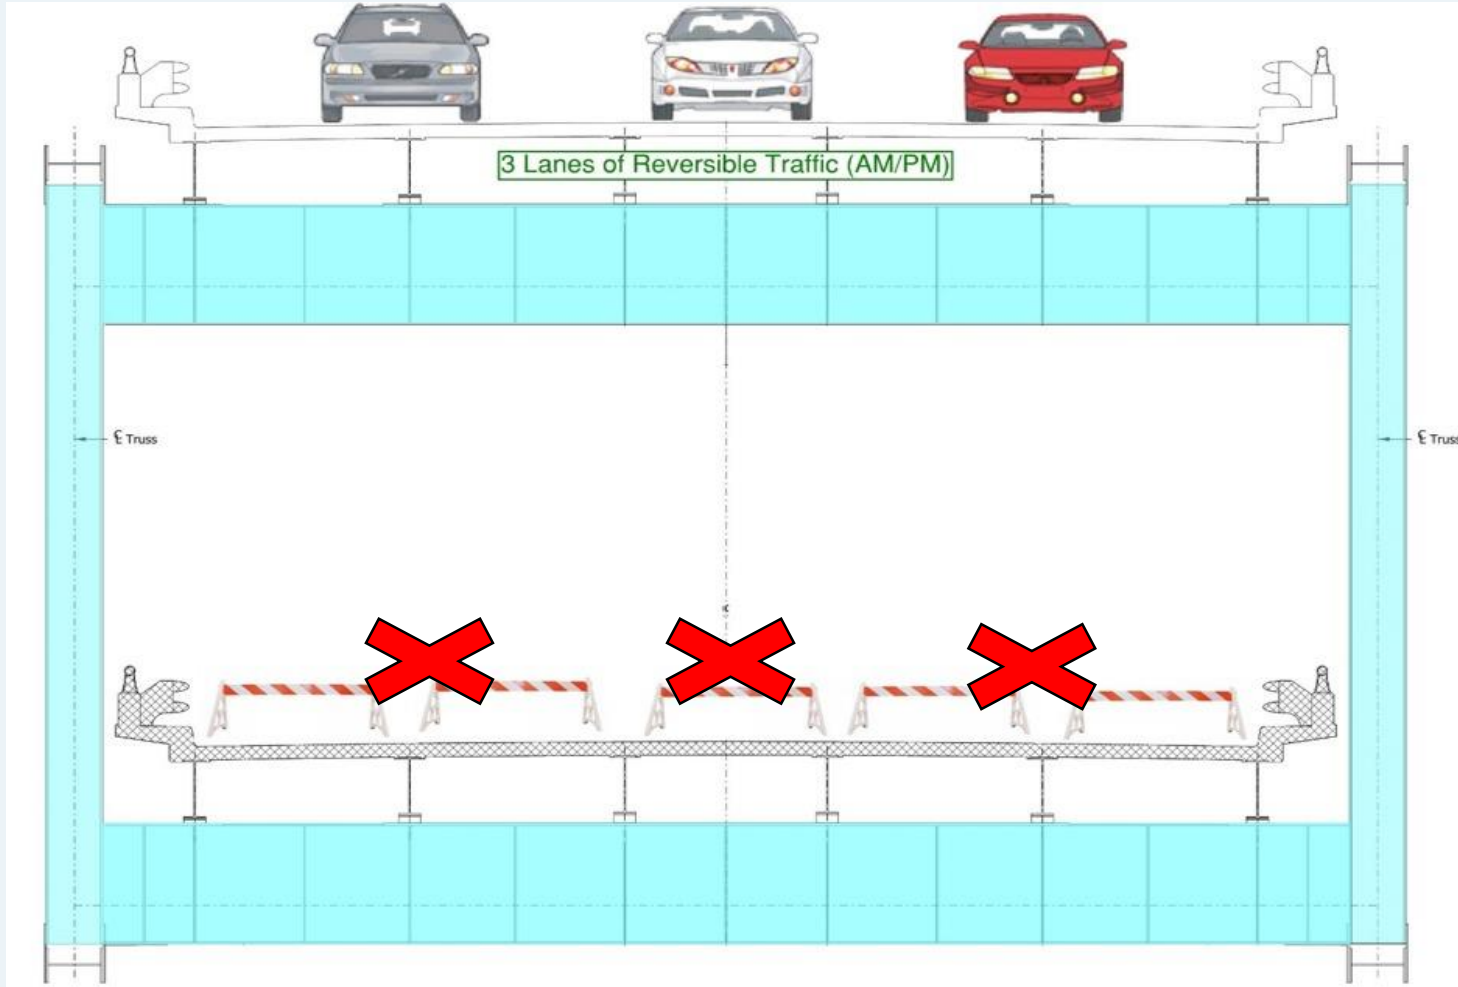 3 Lanes of Reversible Traffic (AM/PM)
℄ Truss
℄ Truss